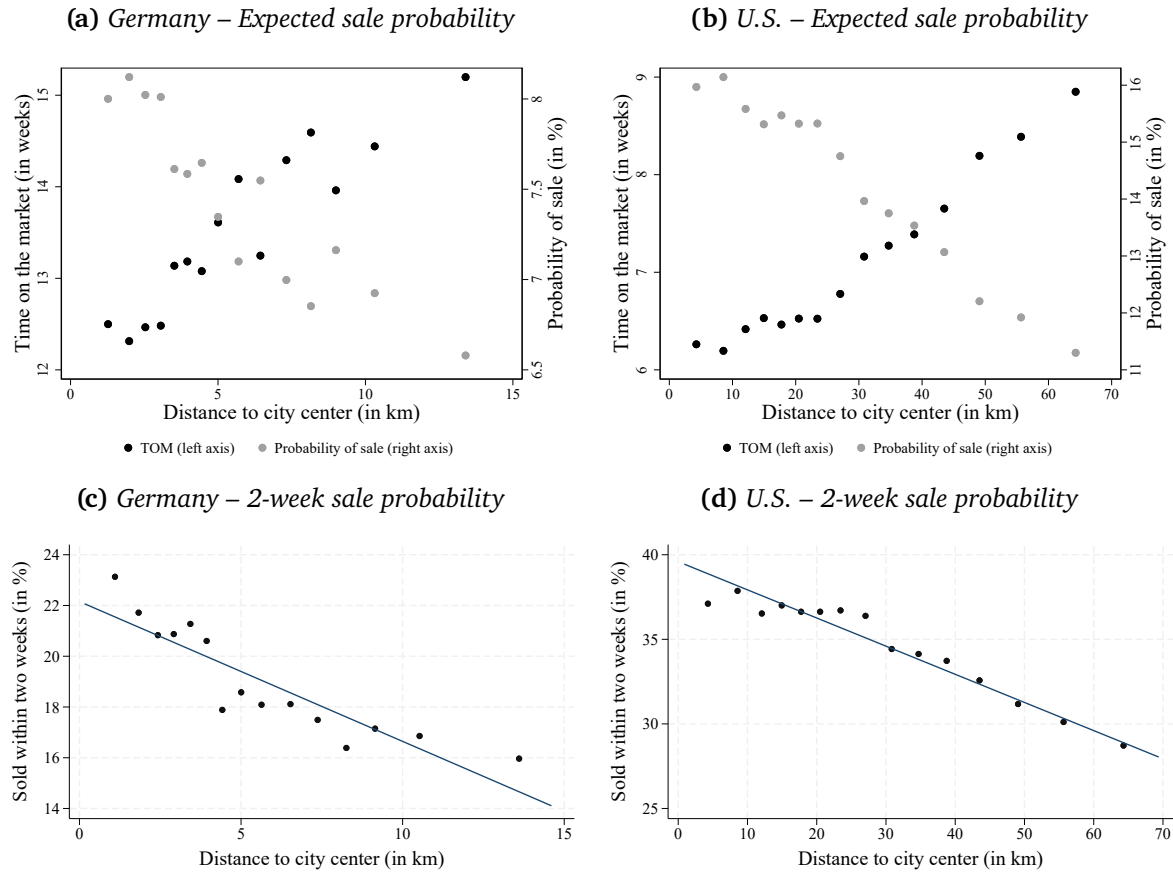 (a) Germany – Expected sale probability
Time on the market (in weeks)
15
14
13
12
8
7.5
7
6.5
Probability of sale (in %)
0 5 10 15
Distance to city center (in km)
TOM (left axis) Probability of sale (right axis)
(b) U.S. – Expected sale probability
Time on the market (in weeks)
9
8
7
6
16
15
14
13
12
11
Probability of sale (in %)
0 10 20 30 40 50 60 70
Distance to city center (in km)
TOM (left axis) Probability of sale (right axis)
(c) Germany – 2-week sale probability
Sold within two weeks (in %)
24
22
20
18
16
14
0 5 10 15
Distance to city center (in km)
(d) U.S. – 2-week sale probability
Sold within two weeks (in %)
40
35
30
25
0 10 20 30 40 50 60 70
Distance to city center (in km)